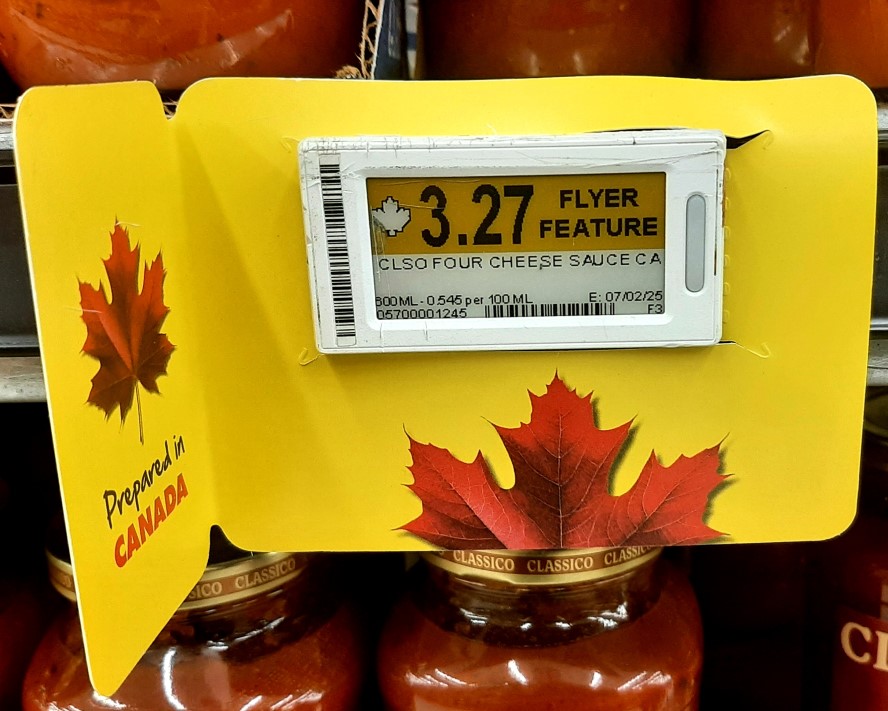 3.27
FLYER
FEATURE
CLSO FOUR CHEESE SAUCE CA
600 ML - 0.545 per 100 ML
E: 07/02/25
05700001245
F3
Prepared in
CANADA
SICO CLASSICO
CLASSICO CLASSICO CLASSICO